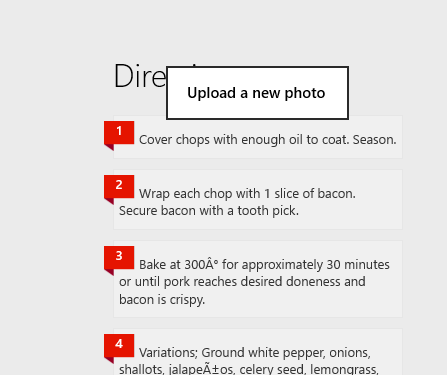 Upload a new photo
1
Cover chops with enough oil to coat. Season.
2
Wrap each chop with 1 slice of bacon.
Secure bacon with a tooth pick.
3
Bake at 300Â° for approximately 30 minutes
or until pork reaches desired doneness and
bacon is crispy.
4
Variations; Ground white pepper, onions,
shallots, jalapeÃ±os, celery seed, lemongrass,